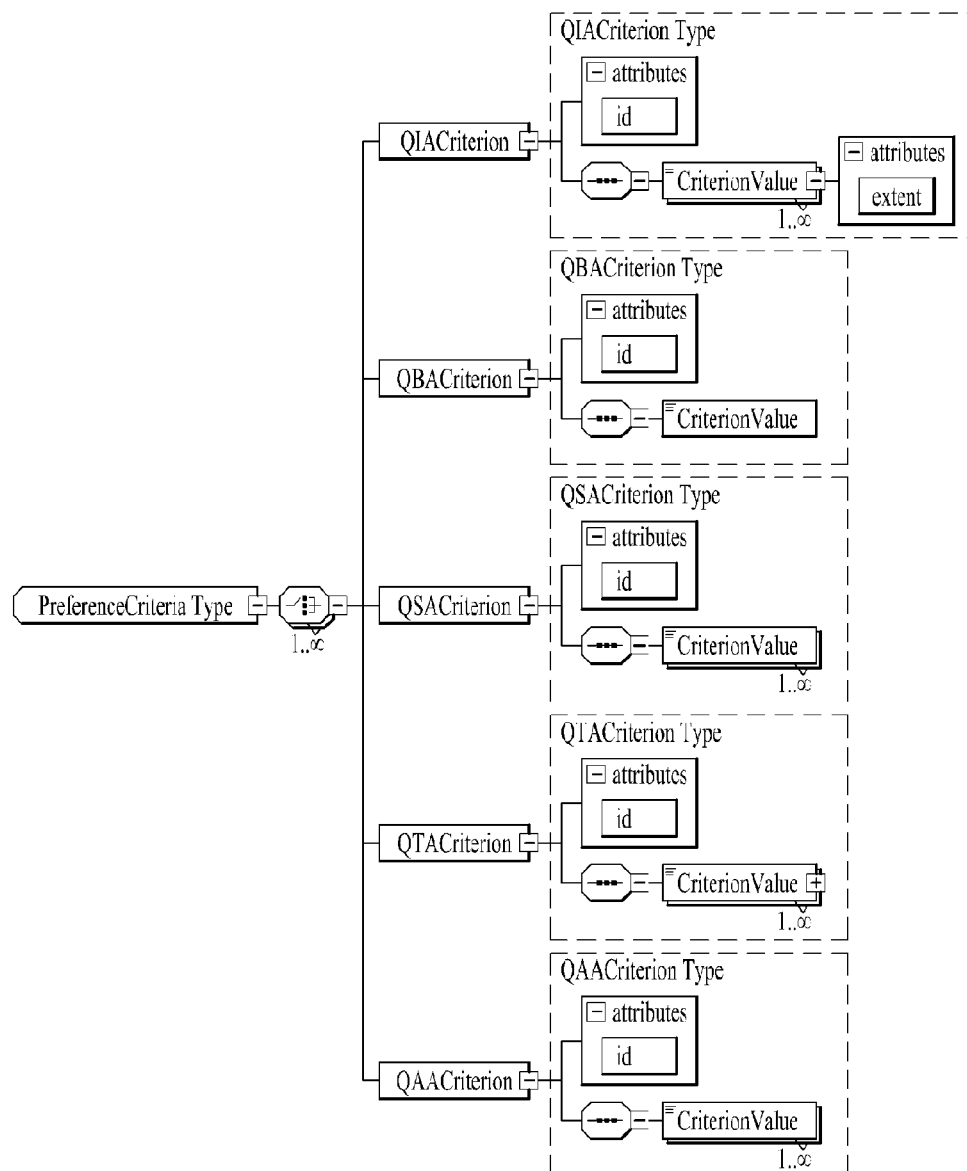 QIACriterion Type
attributes
id
QIACriterion
CriterionValue
1..∞
attributes
extent
QBACriterion Type
attributes
id
QBACriterion
CriterionValue
QSACriterion Type
attributes
id
PreferenceCriteria Type
1..∞
QSACriterion
CriterionValue
1..∞
QTACriterion Type
attributes
id
QTACriterion
CriterionValue
1..∞
QAACriterion Type
attributes
id
QAACriterion
CriterionValue
1..∞